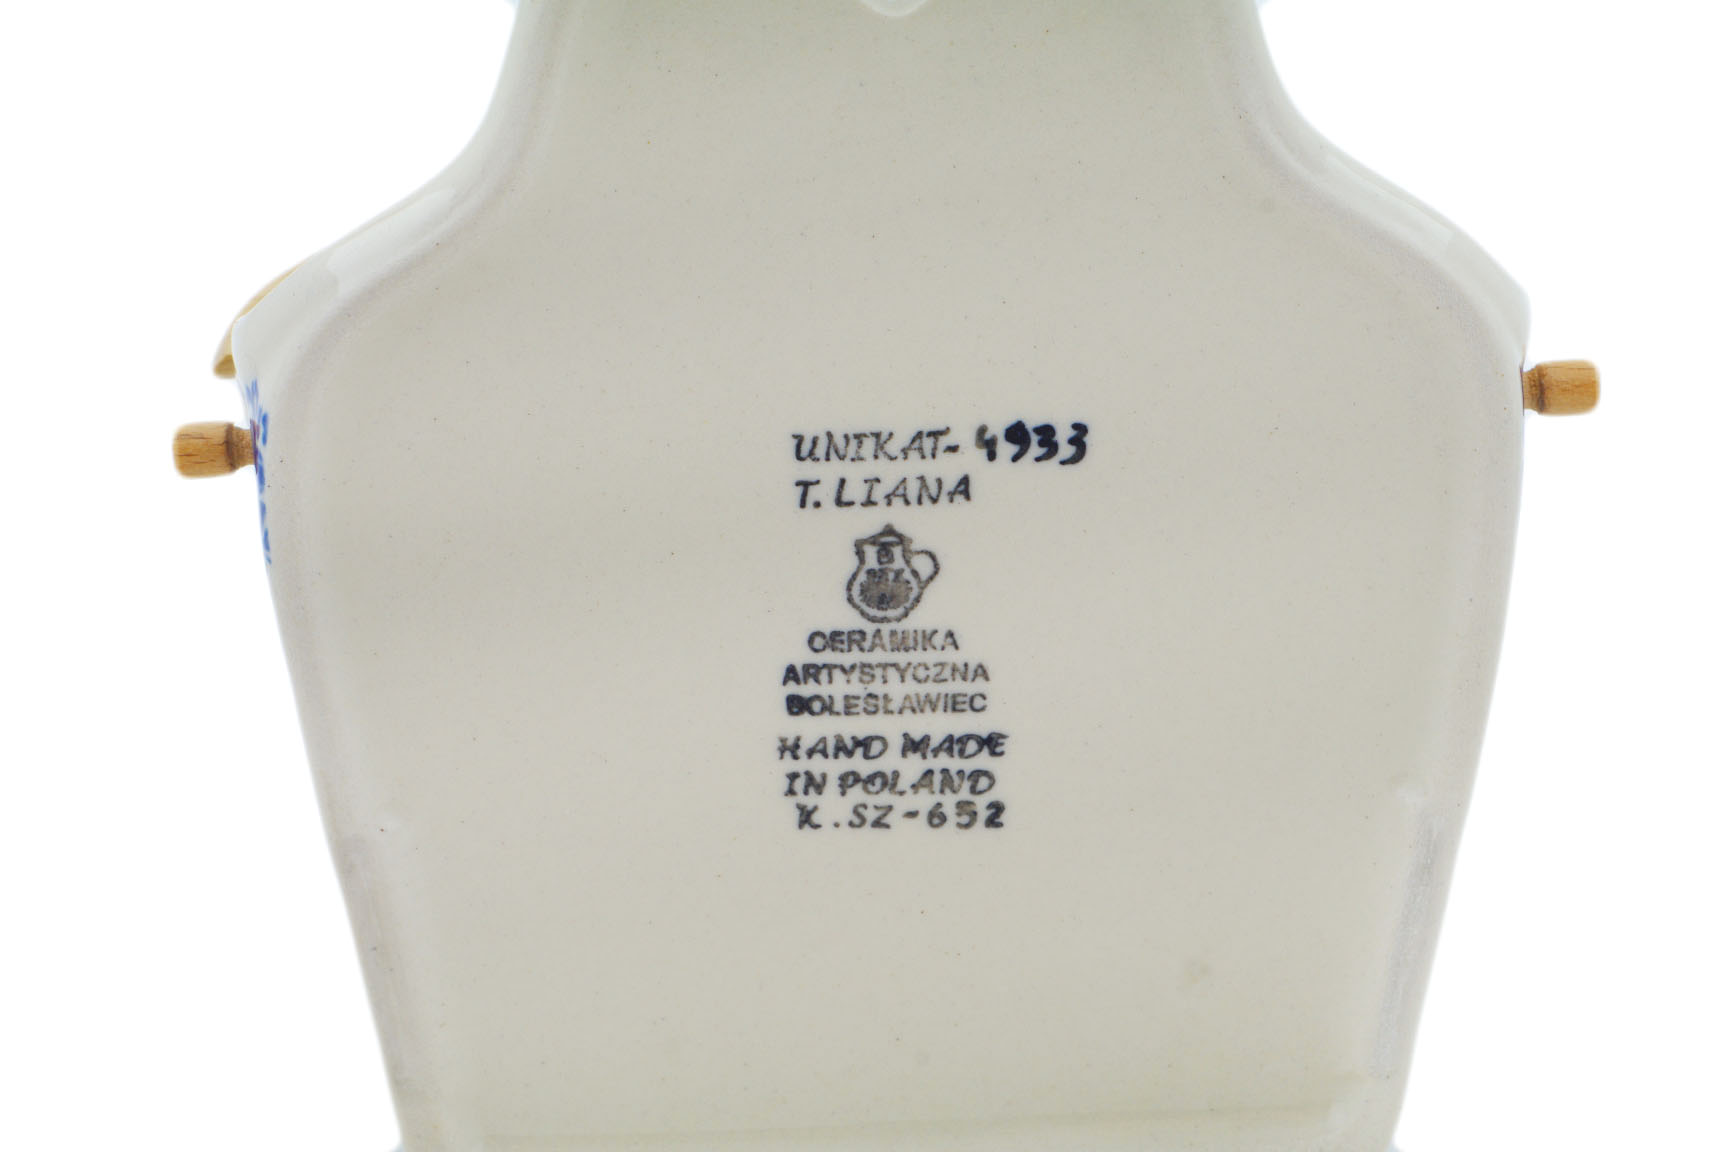 UNIKAT- 4933
T. LIANA
CERAMIKA
ARTYSTYCZNA
BOLESŁAWIEC
HAND MADE
IN POLAND
K.SZ-652